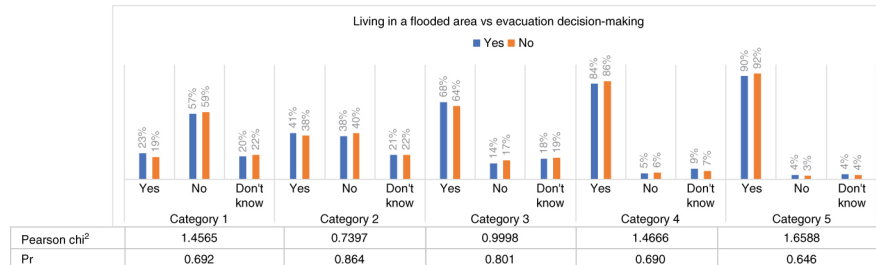 Living in a flooded area vs evacuation decision-making
Yes No
23% 19% 57% 59% 20% 22% 41% 38% 38% 40% 21% 22% 68% 64% 14% 17% 18% 19% 84% 86% 5% 6% 9% 7% 90% 92% 4% 3% 4% 4%
Yes No Don't know Yes No Don't know Yes No Don't know Yes No Don't know Yes No Don't know
Category 1 Category 2 Category 3 Category 4 Category 5
Pearson chi² 1.4565 0.7397 0.9998 1.4666 1.6588
Pr 0.692 0.864 0.801 0.690 0.646